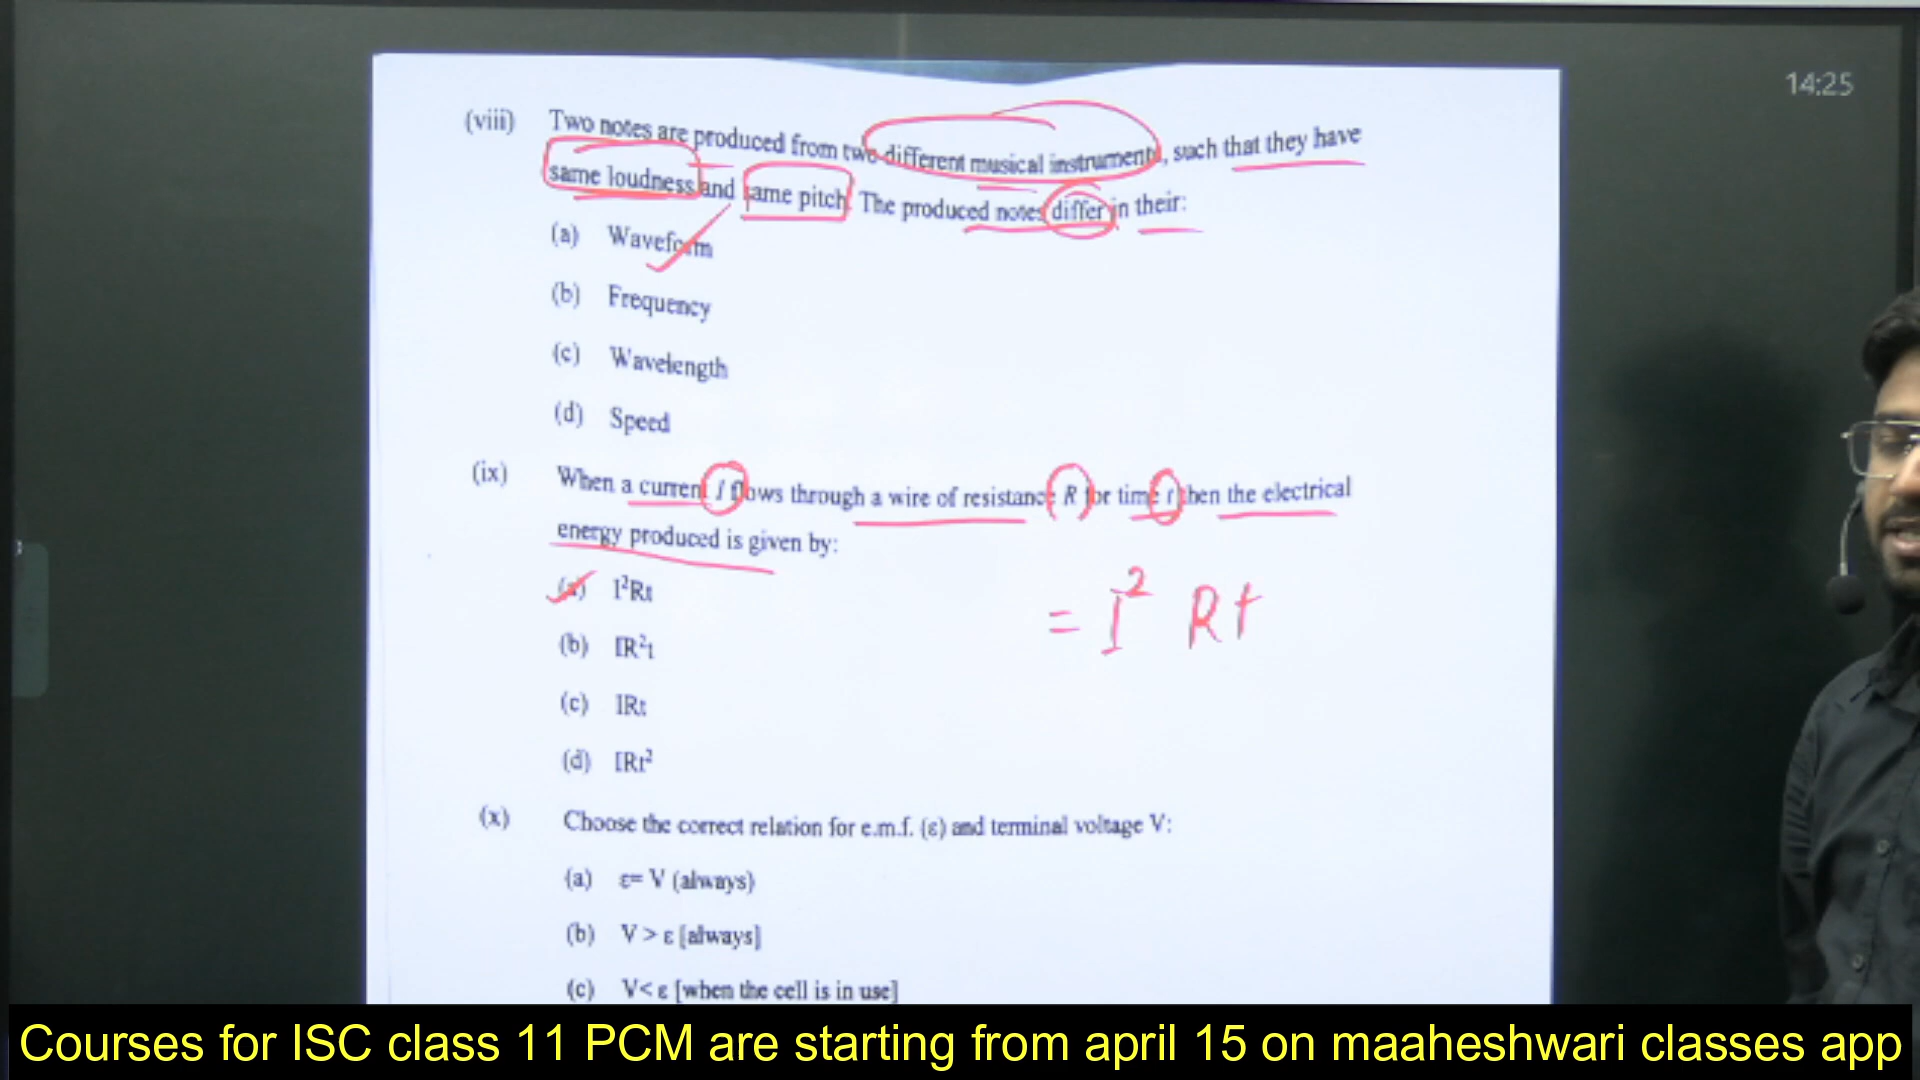 14:25
(viii) Two notes are produced from two different musical instruments, such that they have
same loudness and same pitch. The produced notes differ in their:
(a) Waveform
(b) Frequency
(c) Wavelength
(d) Speed
(ix) When a current I flows through a wire of resistance R for time t then the electrical
energy produced is given by:
(a) I²Rt
= I² Rt
(b) IR²t
(c) IRt
(d) IRt²
(x) Choose the correct relation for e.m.f. (ε) and terminal voltage V:
(a) ε= V (always)
(b) V > ε [always]
(c) V< ε [when the cell is in use]
Courses for ISC class 11 PCM are starting from april 15 on maaheshwari classes app